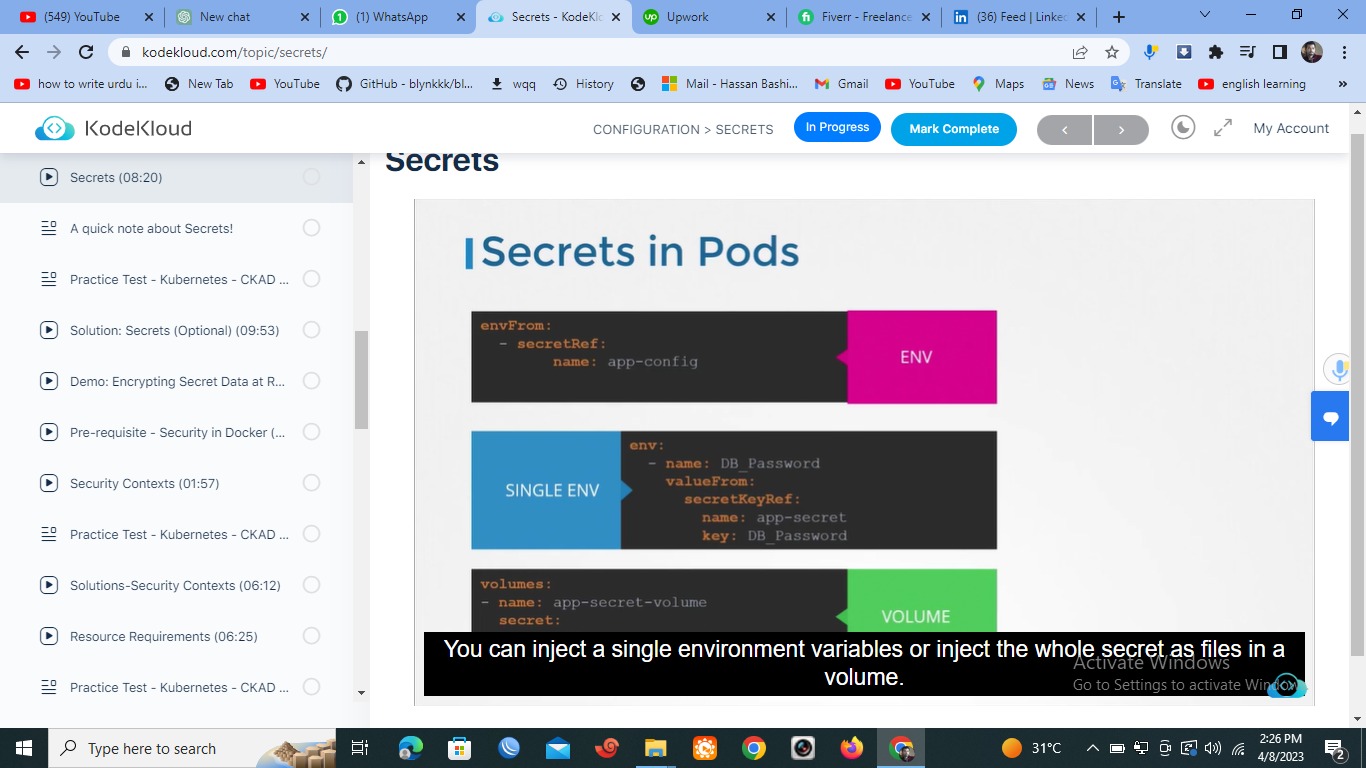 (549) YouTube
New chat
(1) WhatsApp
Secrets - KodeKlo
Upwork
Fiverr - Freelance
(36) Feed | Linked
kodekloud.com/topic/secrets/
how to write urdu i...
New Tab
YouTube
GitHub - blynkkk/bl...
wqq
History
Mail - Hassan Bashi...
Gmail
YouTube
Maps
News
Translate
english learning
»
KodeKloud
CONFIGURATION > SECRETS
In Progress
Mark Complete
<
>
My Account
Secrets (08:20)
A quick note about Secrets!
Practice Test - Kubernetes - CKAD ...
Solution: Secrets (Optional) (09:53)
Demo: Encrypting Secret Data at R...
Pre-requisite - Security in Docker (...
Security Contexts (01:57)
Practice Test - Kubernetes - CKAD ...
Solutions-Security Contexts (06:12)
Resource Requirements (06:25)
Practice Test - Kubernetes - CKAD ...
Secrets
Secrets in Pods
envFrom:
- secretRef:
name: app-config
ENV
SINGLE ENV
env:
- name: DB_Password
valueFrom:
secretKeyRef:
name: app-secret
key: DB_Password
volumes:
- name: app-secret-volume
secret:
VOLUME
You can inject a single environment variables or inject the whole secret as files in a
volume.
Activate Windows
Go to Settings to activate Windows
Type here to search
31°C
2:26 PM
4/8/2023
2